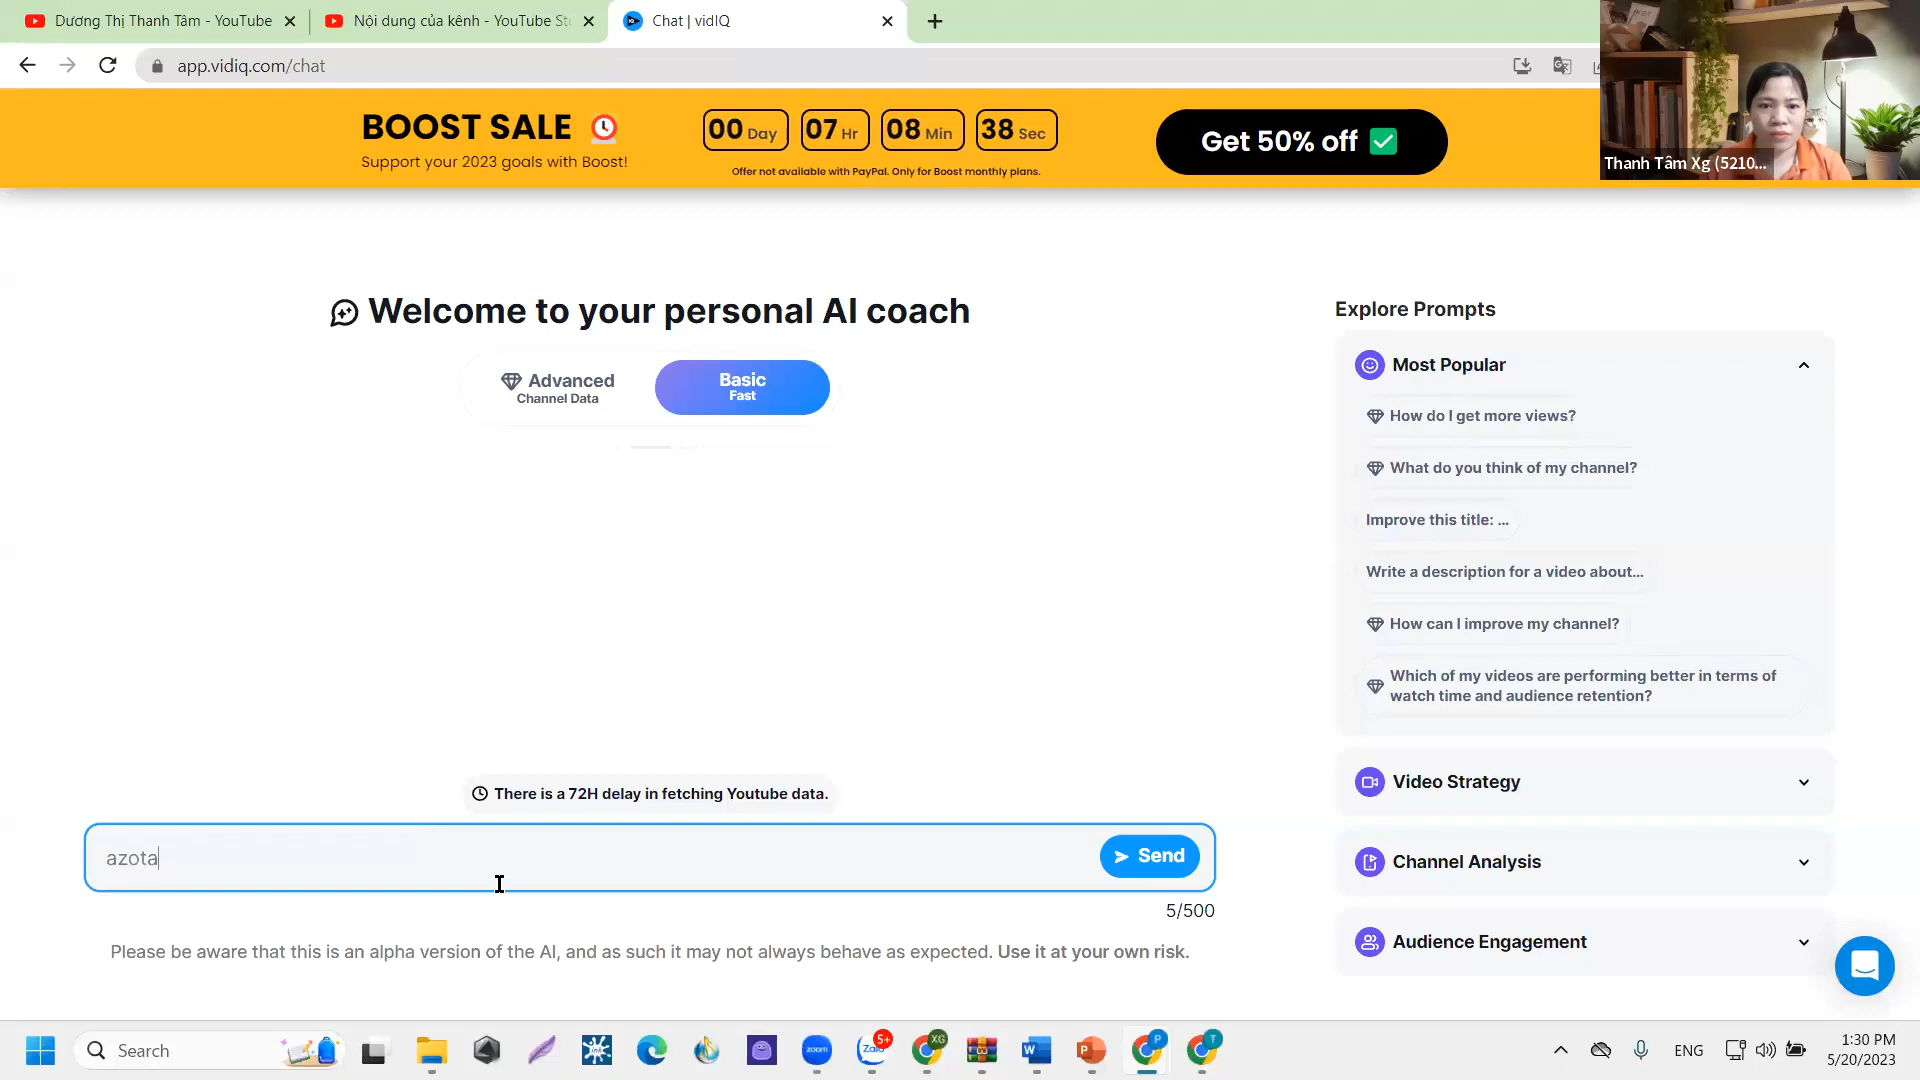 Dương Thị Thanh Tâm - YouTube
Nội dung của kênh - YouTube St
Chat | vidIQ
app.vidiq.com/chat
BOOST SALE
Support your 2023 goals with Boost!
00 Day 07 Hr 08 Min 38 Sec
Offer not available with PayPal. Only for Boost monthly plans.
Get 50% off
Thanh Tâm Xg (5210...
Welcome to your personal AI coach
Advanced
Channel Data
Basic
Fast
Explore Prompts
Most Popular
How do I get more views?
What do you think of my channel?
Improve this title: ...
Write a description for a video about...
How can I improve my channel?
Which of my videos are performing better in terms of
watch time and audience retention?
Video Strategy
Channel Analysis
Audience Engagement
There is a 72H delay in fetching Youtube data.
azota
Send
5/500
Please be aware that this is an alpha version of the AI, and as such it may not always behave as expected. Use it at your own risk.
Search
zoom
Zalo
5+
XG
W
P
P
T
ENG
1:30 PM
5/20/2023